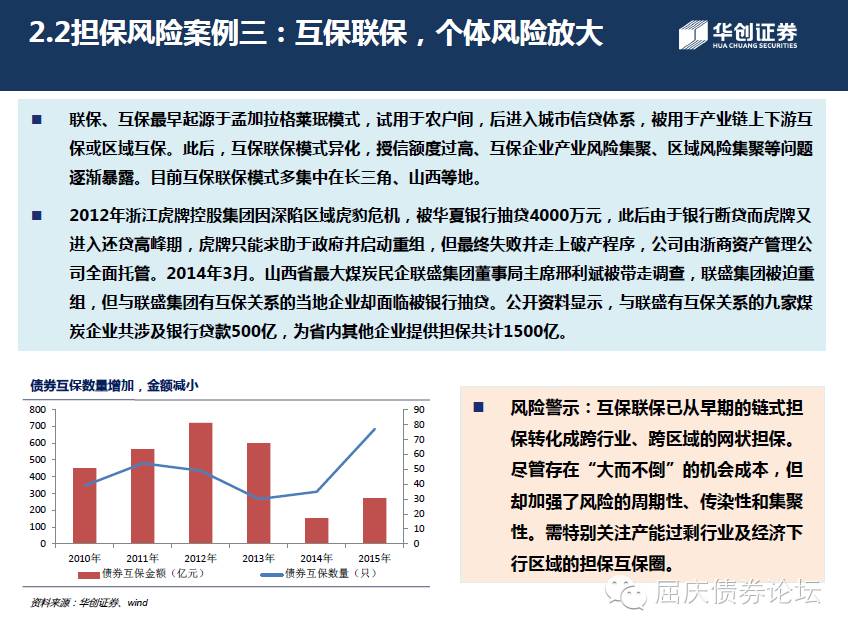 2.2担保风险案例三：互保联保，个体风险放大
华创证券
HUA CHUANG SECURITIES
■ 联保、互保最早起源于孟加拉格莱珉模式，试用于农户间，后进入城市信贷体系，被用于产业链上下游互
保或区域互保。此后，互保联保模式异化，授信额度过高、互保企业产业风险集聚、区域风险集聚等问题
逐渐暴露。目前互保联保模式多集中在长三角、山西等地。
■ 2012年浙江虎牌控股集团因深陷区域虎豹危机，被华夏银行抽贷4000万元，此后由于银行断贷而虎牌又
进入还贷高峰期，虎牌只能求助于政府并启动重组，但最终失败并走上破产程序，公司由浙商资产管理公
司全面托管。2014年3月。山西省最大煤炭民企联盛集团董事局主席邢利斌被带走调查，联盛集团被迫重
组，但与联盛集团有互保关系的当地企业却面临被银行抽贷。公开资料显示，与联盛有互保关系的九家煤
炭企业共涉及银行贷款500亿，为省内其他企业提供担保共计1500亿。
债券互保数量增加，金额减小
800
700
600
500
400
300
200
100
0
90
80
70
60
50
40
30
20
10
0
2010年 2011年 2012年 2013年 2014年 2015年
债券互保金额（亿元） 债券互保数量（只）
资料来源：华创证券、wind
■ 风险警示：互保联保已从早期的链式担
保转化成跨行业、跨区域的网状担保。
尽管存在“大而不倒”的机会成本，但
却加强了风险的周期性、传染性和集聚
性。需特别关注产能过剩行业及经济下
行区域的担保互保圈。
屈庆债券论坛